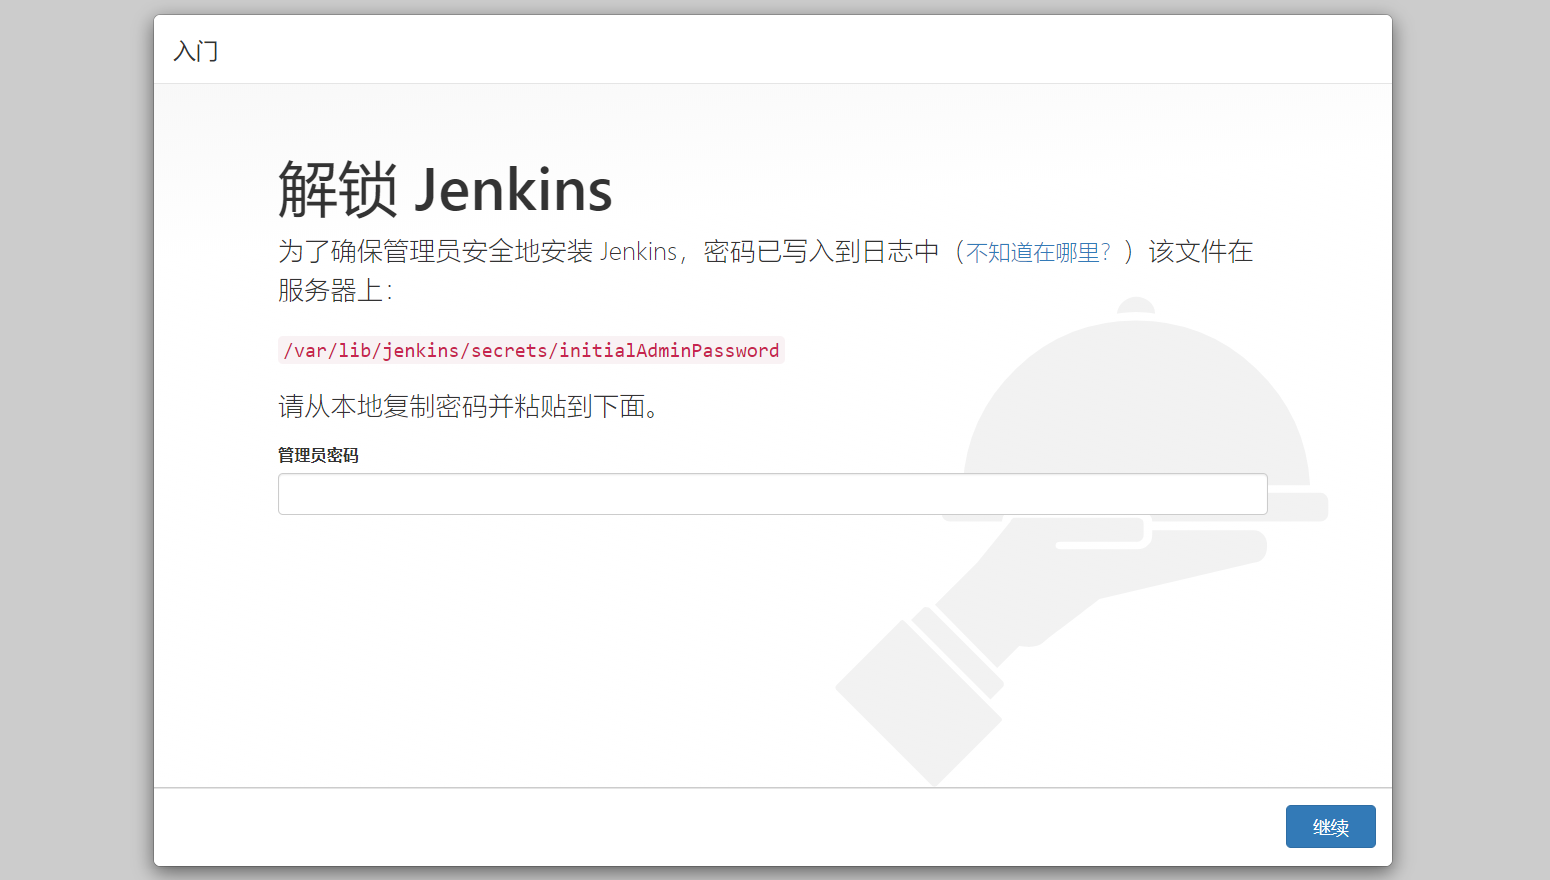 入门
解锁 Jenkins
为了确保管理员安全地安装 Jenkins，密码已写入到日志中（不知道在哪里？）该文件在
服务器上：
/var/lib/jenkins/secrets/initialAdminPassword
请从本地复制密码并粘贴到下面。
管理员密码
继续